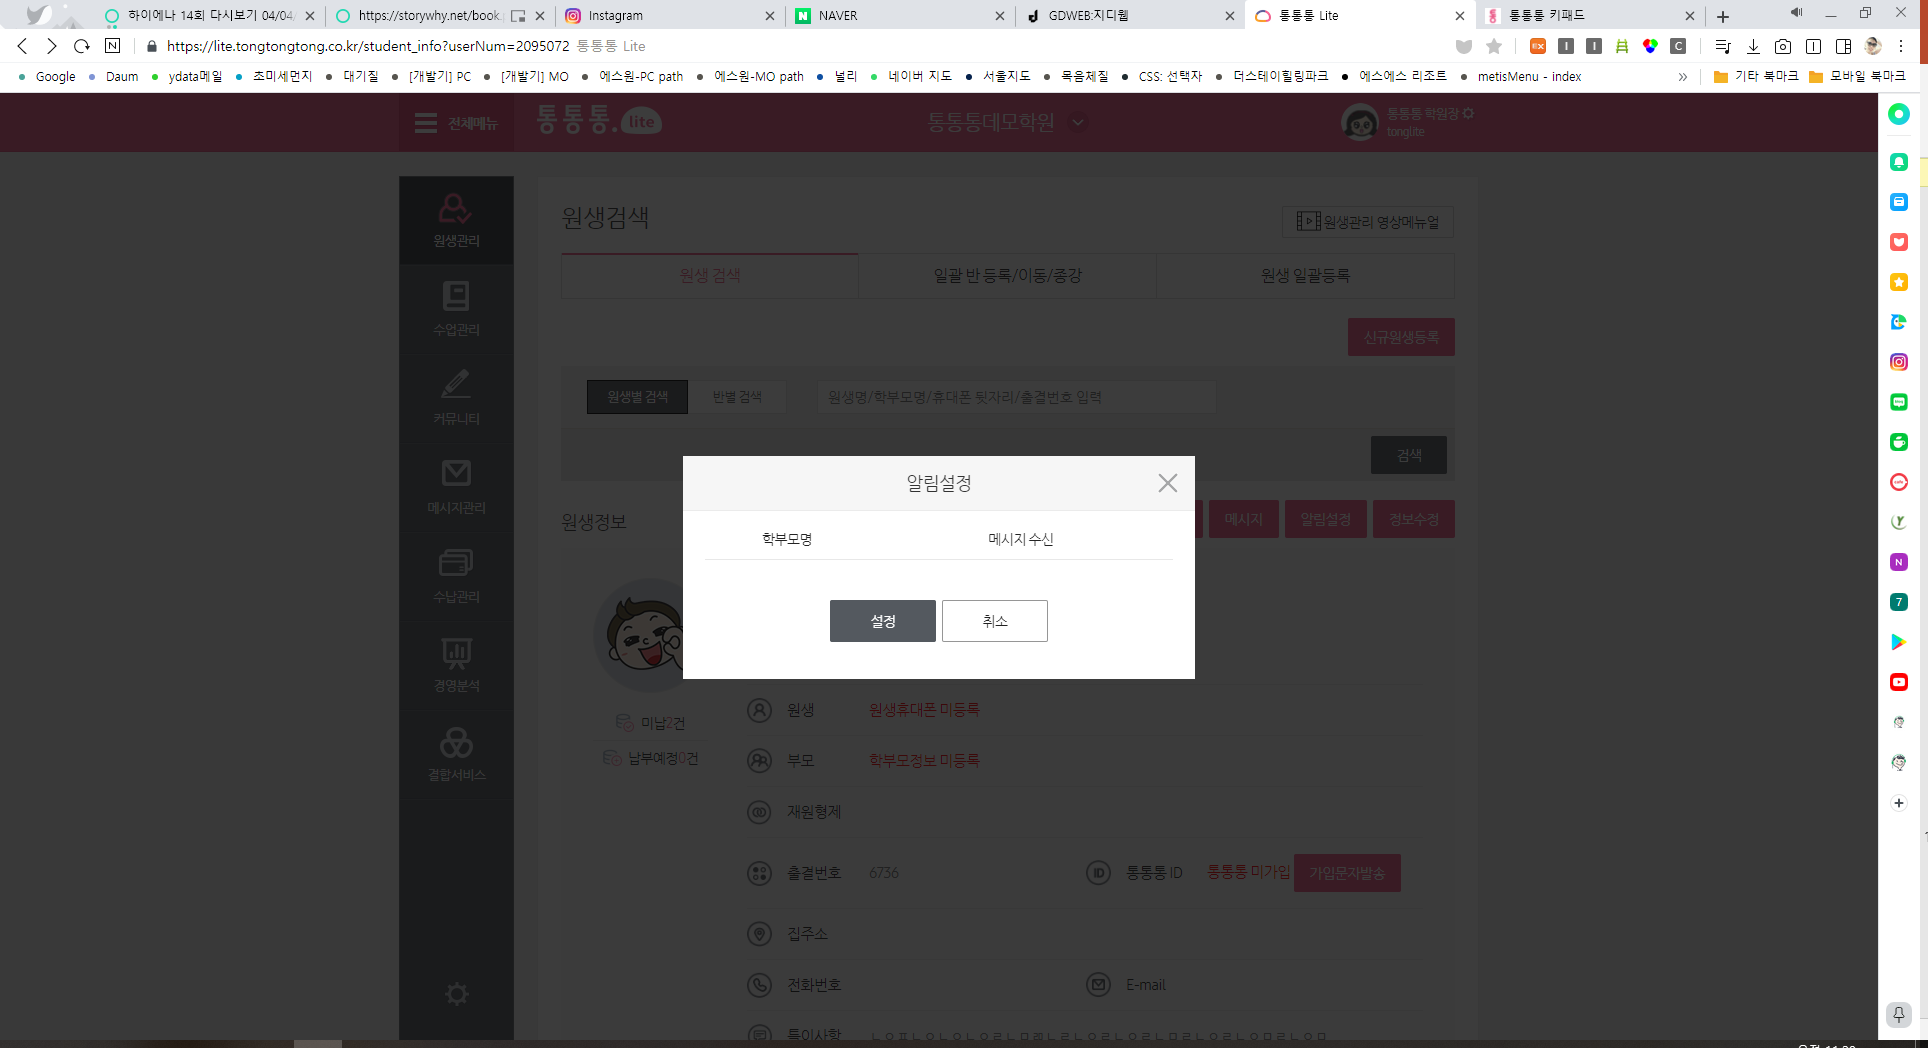 하이에나 14회 다시보기 04/04/
https://storywhy.net/book.
Instagram
NAVER
GDWEB:지디웹
통통통 Lite
통통통 키패드
https://lite.tongtongtong.co.kr/student_info?userNum=2095072 통통통 Lite
Google
Daum
ydata메일
초미세먼지
대기질
[개발기] PC
[개발기] MO
에스원-PC path
에스원-MO path
널리
네이버 지도
서울지도
목음체질
CSS: 선택자
더스테이힐링파크
에스에스 리조트
metisMenu - index
기타 북마크
모바일 북마크
전체메뉴
통통통.lite
통통통데모학원
통통통 학원장
tonglite
원생관리
수업관리
커뮤니티
메시지관리
수납관리
경영분석
결합서비스
원생검색
원생관리 영상메뉴얼
원생 검색
일괄 반 등록/이동/종강
원생 일괄등록
신규원생등록
원생별 검색
반별 검색
원생명/학부모명/휴대폰 뒷자리/출결번호 입력
검색
원생정보
메시지
알림설정
정보수정
알림설정
학부모명
메시지 수신
설정
취소
미납2건
납부예정0건
원생
원생휴대폰 미등록
부모
학부모정보 미등록
재원형제
출결번호
6736
통통통 ID
통통통 미가입
가입문자발송
집주소
전화번호
E-mail
특이사항